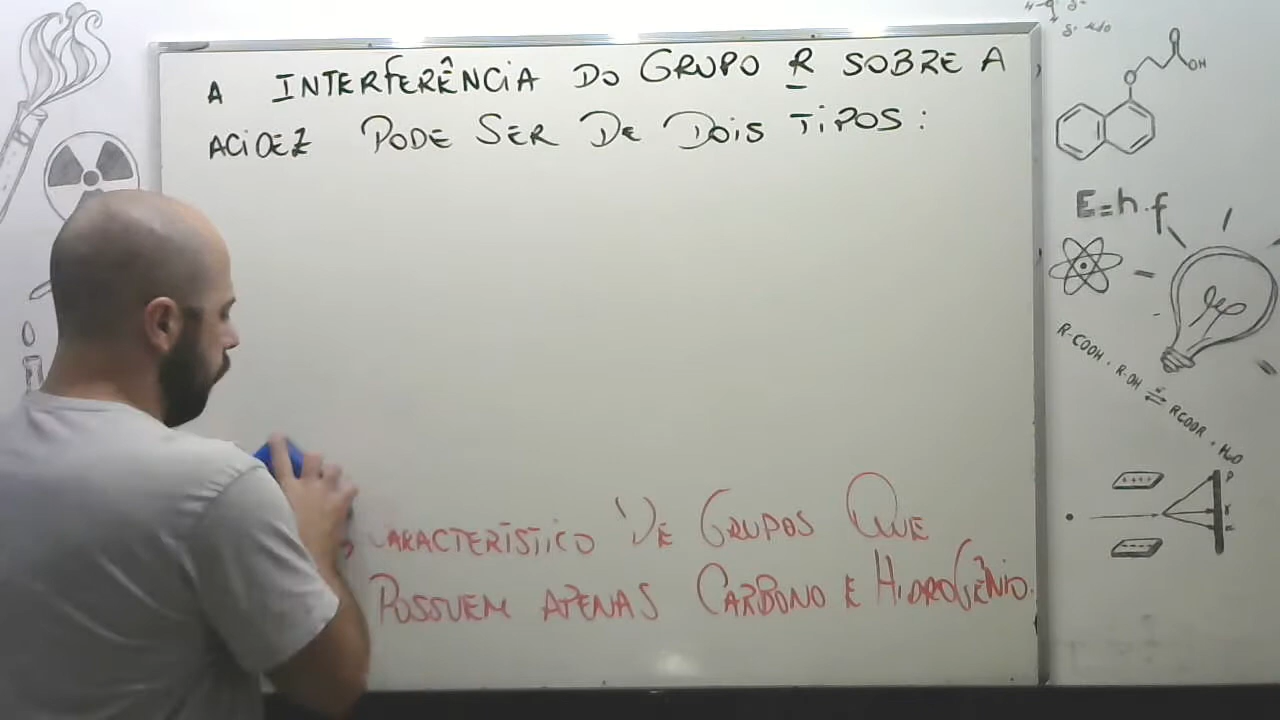 A INTERFERÊNCIA DO GRUPO R SOBRE A
ACIDEZ PODE SER DE DOIS TIPOS:
CARACTERÍSTICO DE GRUPOS QUE
POSSUEM APENAS CARBONO E HIDROGÊNIO.
OH
O
E=h.f
R-COOH + R-OH ⇌ RCOOR + H₂O
++++
----